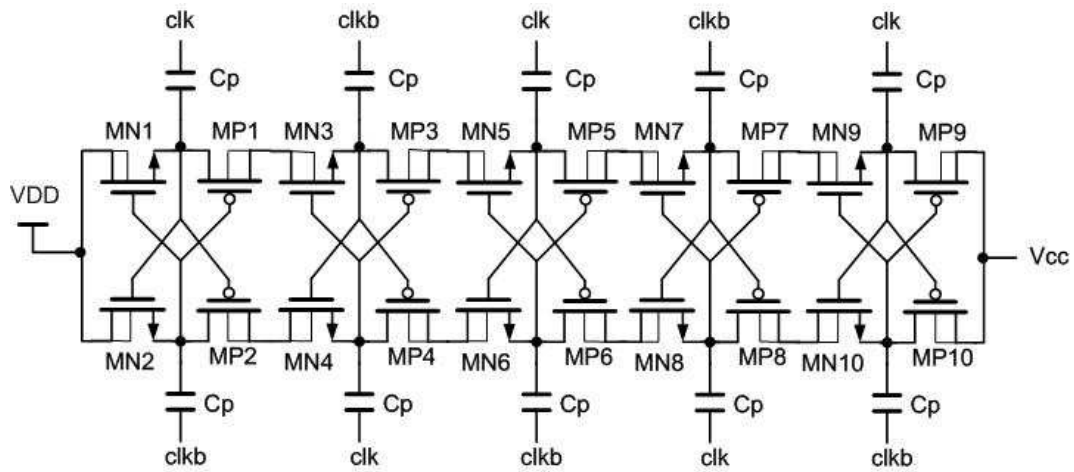 clk clkb clk clkb clk
Cp Cp Cp Cp Cp
MN1 MP1 MN3 MP3 MN5 MP5 MN7 MP7 MN9 MP9
VDD
Vcc
MN2 MP2 MN4 MP4 MN6 MP6 MN8 MP8 MN10 MP10
Cp Cp Cp Cp Cp
clkb clk clkb clk clkb